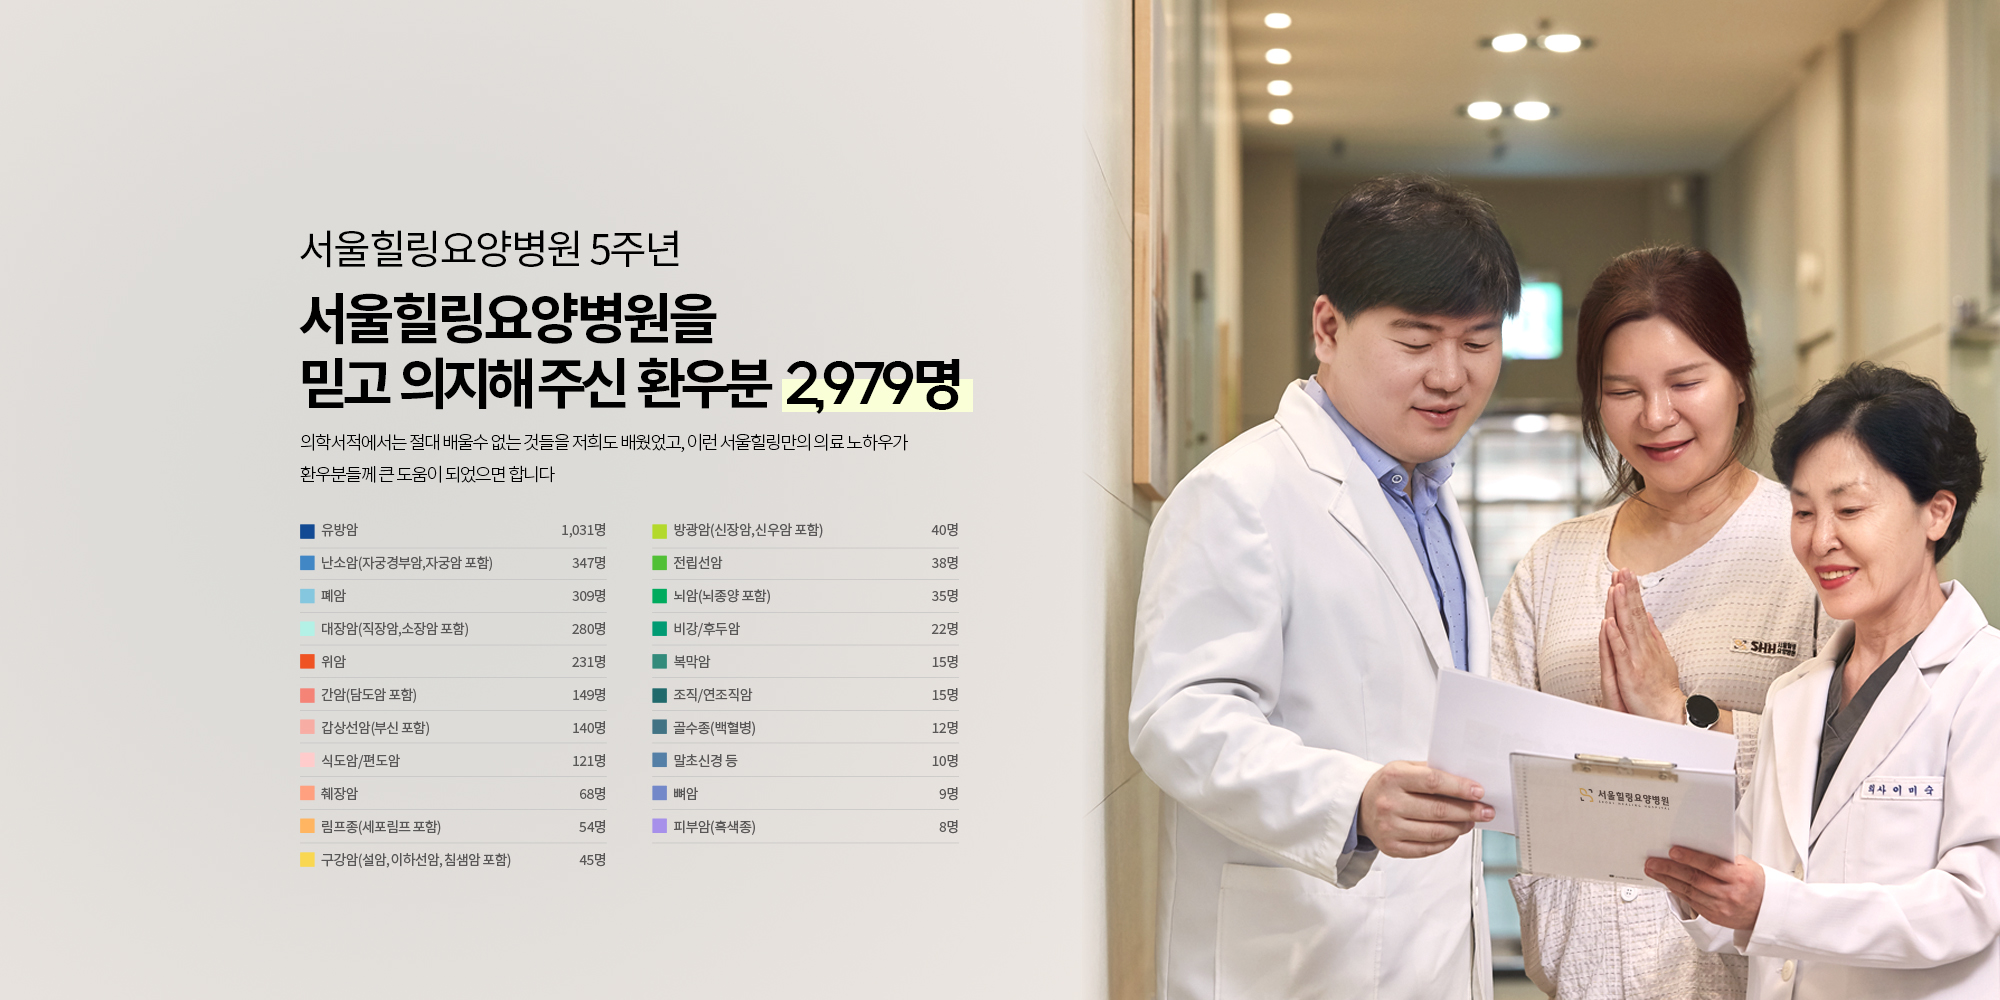 서울힐링요양병원 5주년
서울힐링요양병원을
믿고 의지해 주신 환우분 2,979명
의학서적에서는 절대 배울수 없는 것들을 저희도 배웠었고, 이런 서울힐링만의 의료 노하우가
환우분들께 큰 도움이 되었으면 합니다
유방암 1,031명
난소암(자궁경부암,자궁암 포함) 347명
폐암 309명
대장암(직장암,소장암 포함) 280명
위암 231명
간암(담도암 포함) 149명
갑상선암(부신 포함) 140명
식도암/편도암 121명
췌장암 68명
림프종(세포림프 포함) 54명
구강암(설암, 이하선암, 침샘암 포함) 45명
방광암(신장암,신우암 포함) 40명
전립선암 38명
뇌암(뇌종양 포함) 35명
비강/후두암 22명
복막암 15명
조직/연조직암 15명
골수종(백혈병) 12명
말초신경 등 10명
뼈암 9명
피부암(흑색종) 8명
SHH
서울힐링요양병원
의사 이미숙